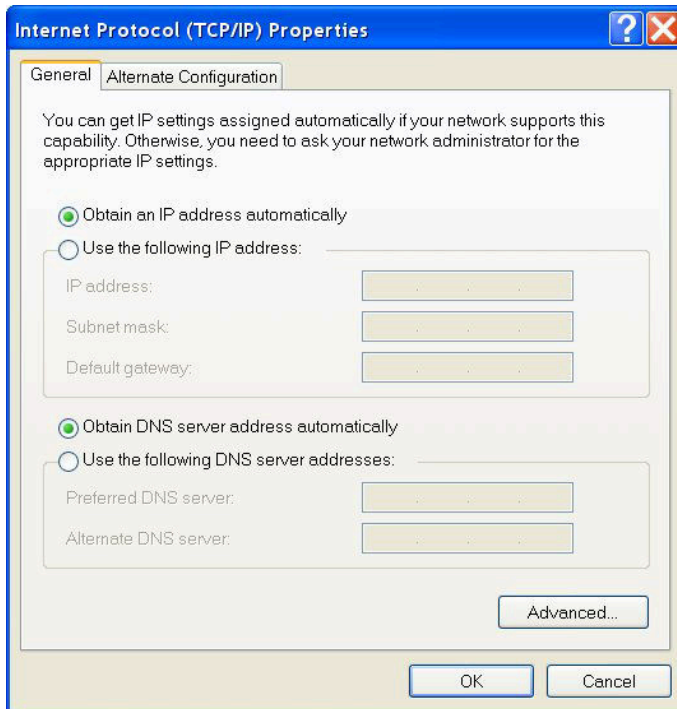 Internet Protocol (TCP/IP) Properties
General
Alternate Configuration
You can get IP settings assigned automatically if your network supports this
capability. Otherwise, you need to ask your network administrator for the
appropriate IP settings.
Obtain an IP address automatically
Use the following IP address:
IP address:
Subnet mask:
Default gateway:
Obtain DNS server address automatically
Use the following DNS server addresses:
Preferred DNS server:
Alternate DNS server:
Advanced...
OK
Cancel